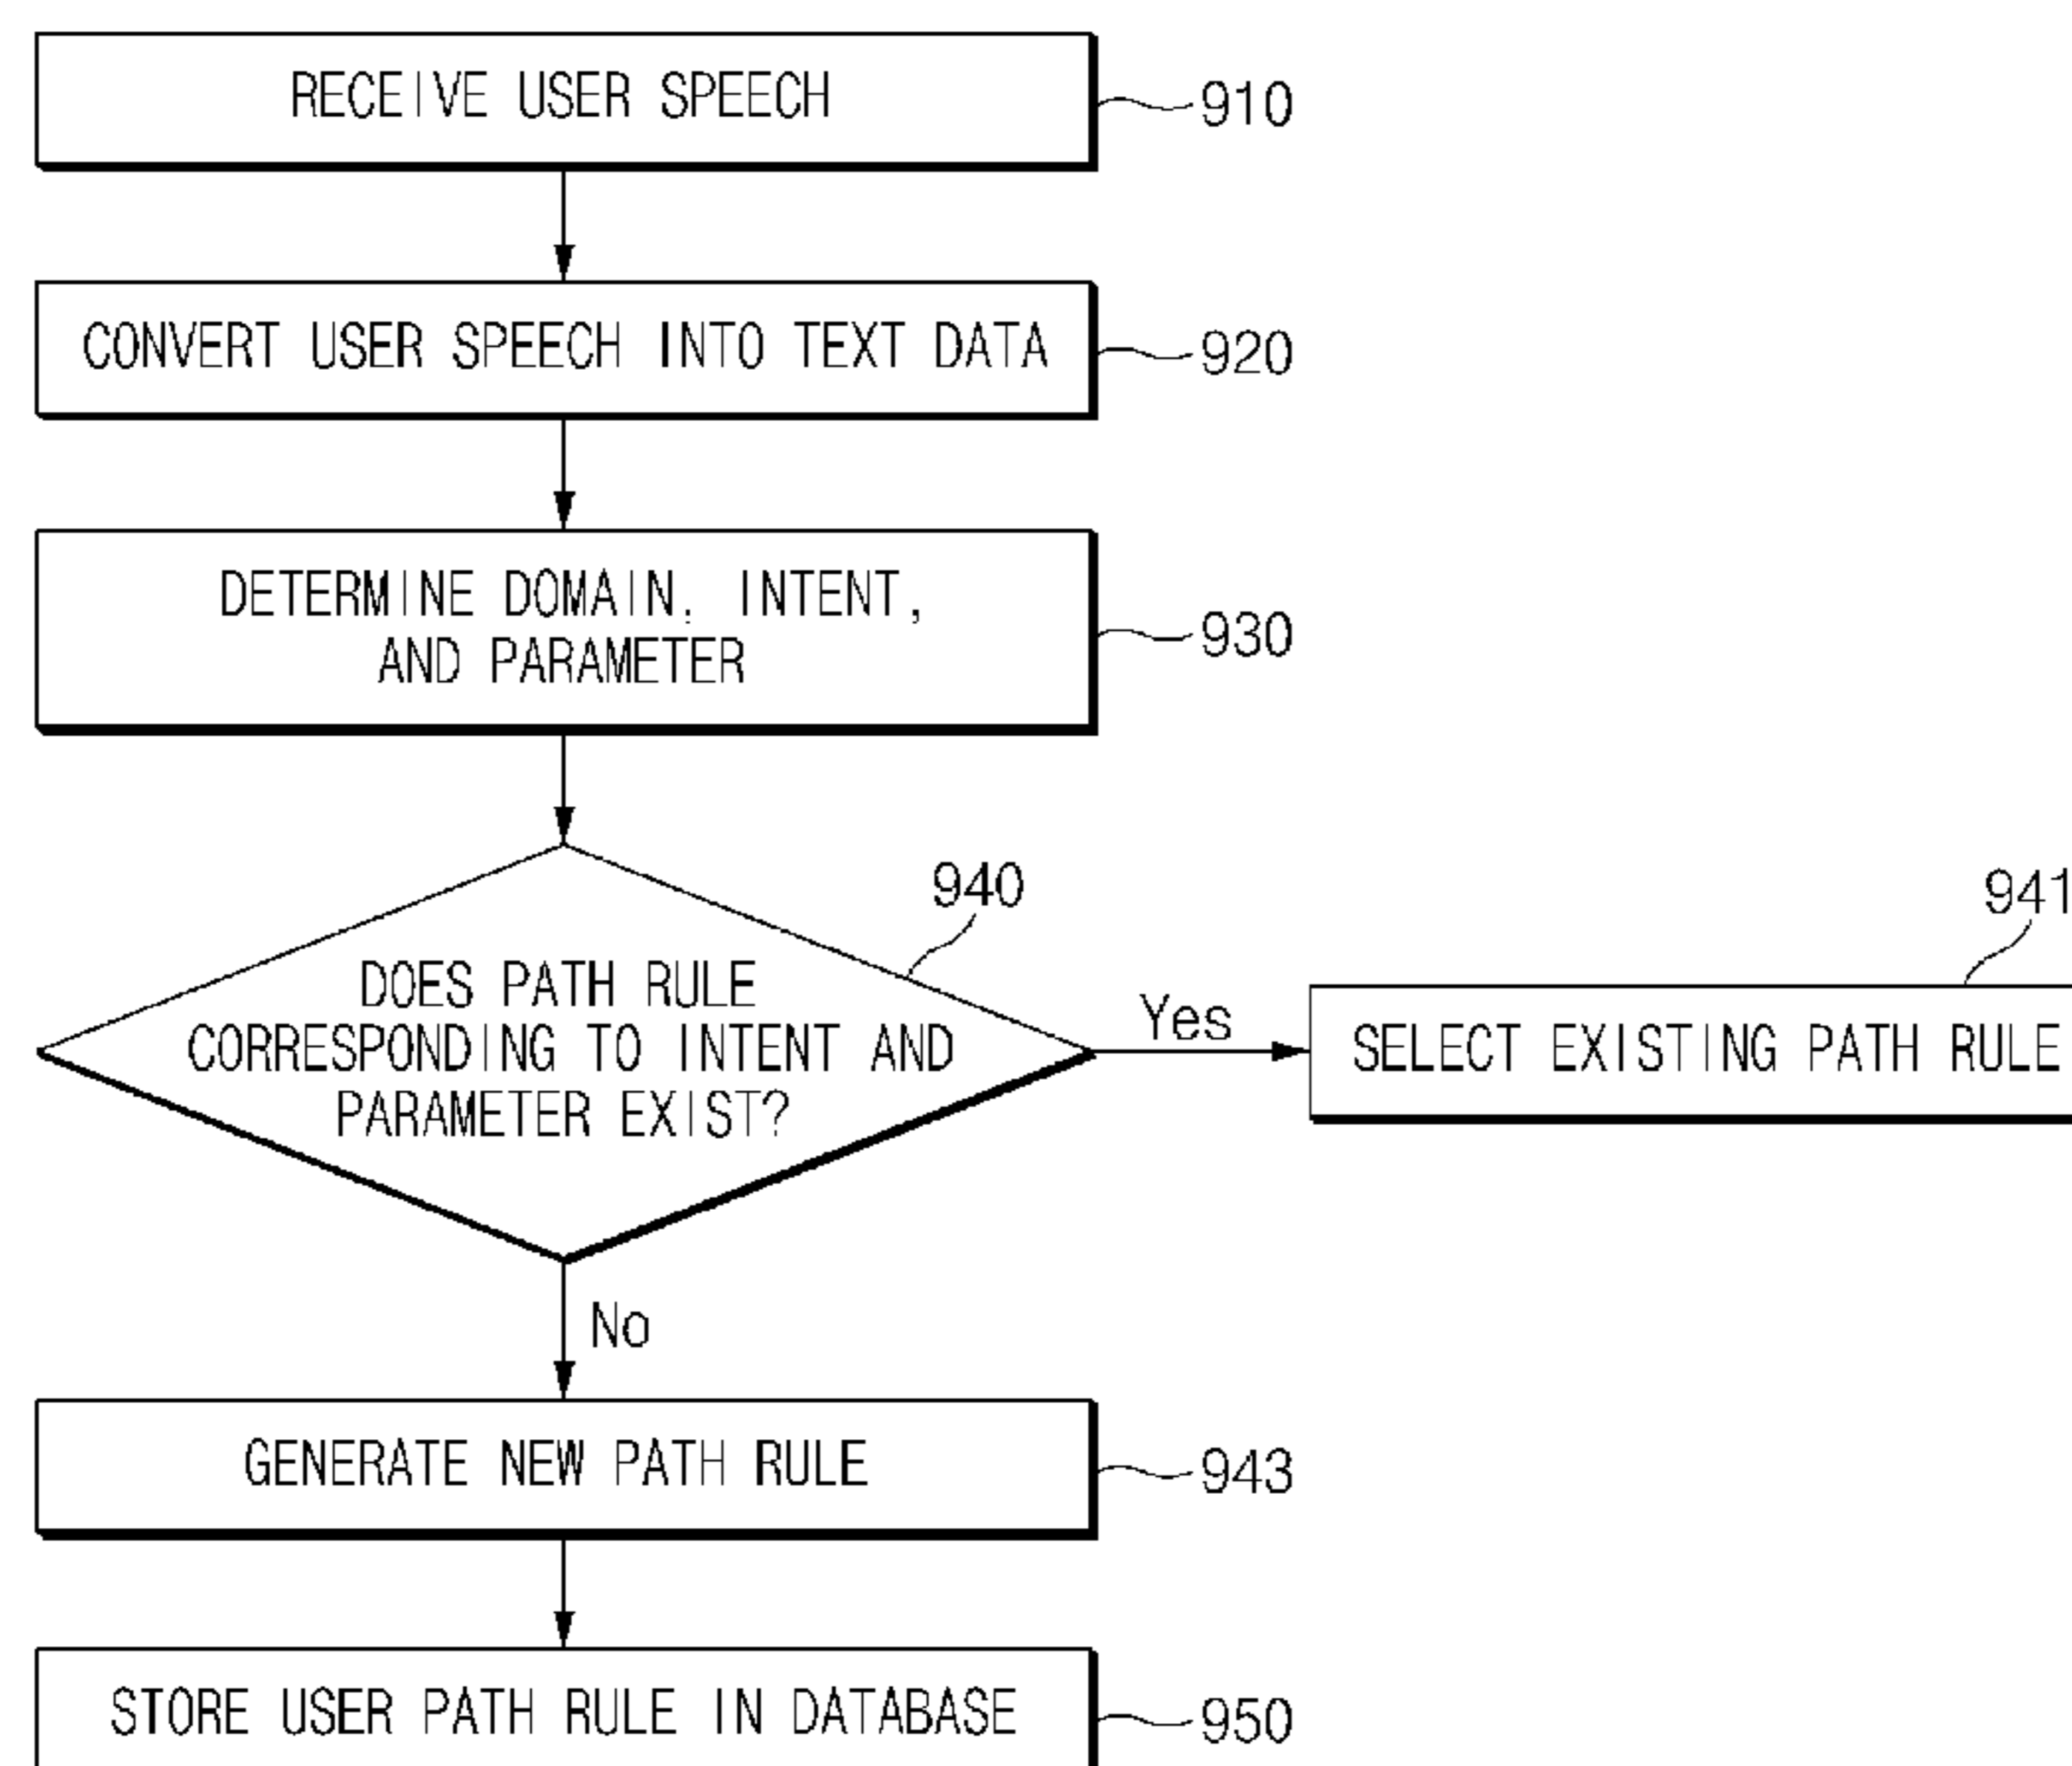 RECEIVE USER SPEECH
910
CONVERT USER SPEECH INTO TEXT DATA
920
DETERMINE DOMAIN, INTENT,
AND PARAMETER
930
940
DOES PATH RULE
CORRESPONDING TO INTENT AND
PARAMETER EXIST?
Yes
941
SELECT EXISTING PATH RULE
No
GENERATE NEW PATH RULE
943
STORE USER PATH RULE IN DATABASE
950